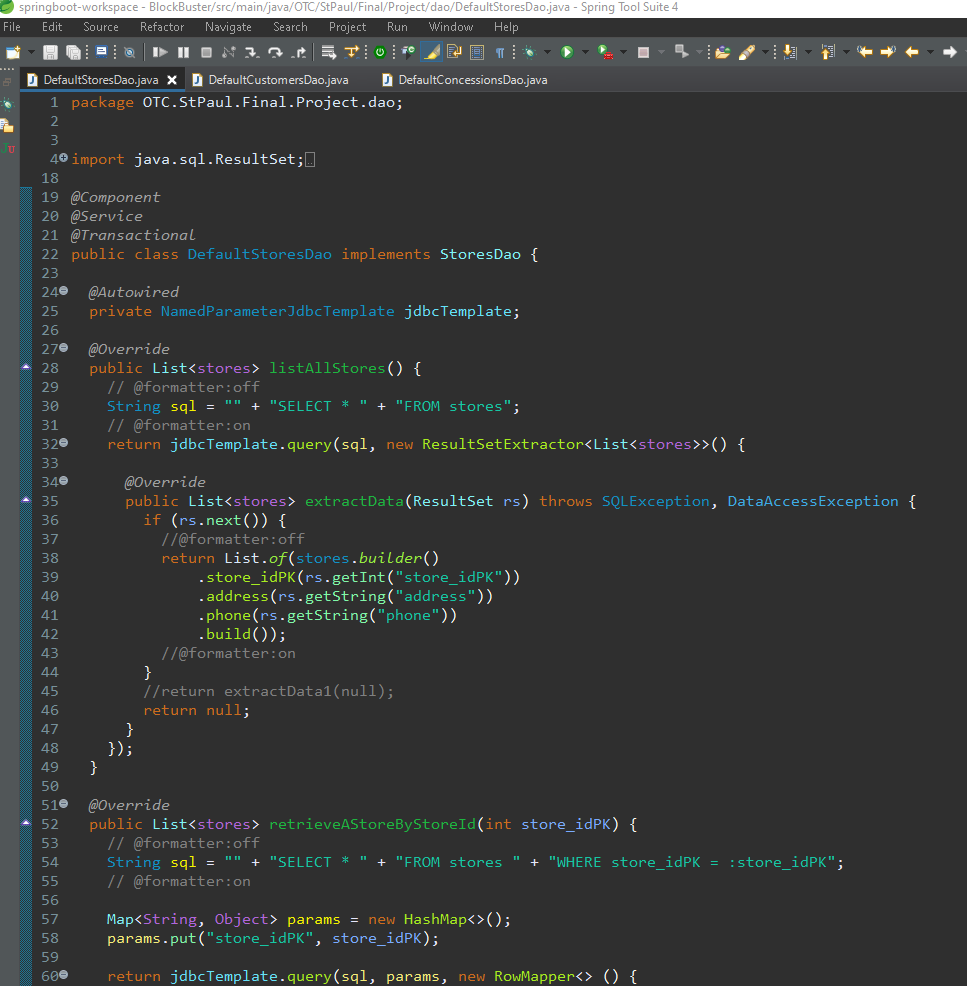 springboot-workspace - BlockBuster/src/main/java/OTC/StPaul/Final/Project/dao/DefaultStoresDao.java - Spring Tool Suite 4
File Edit Source Refactor Navigate Search Project Run Window Help
DefaultStoresDao.java DefaultCustomersDao.java DefaultConcessionsDao.java
1 package OTC.StPaul.Final.Project.dao;
2
3
4 import java.sql.ResultSet;
18
19 @Component
20 @Service
21 @Transactional
22 public class DefaultStoresDao implements StoresDao {
23
24 @Autowired
25 private NamedParameterJdbcTemplate jdbcTemplate;
26
27 @Override
28 public List<stores> listAllStores() {
29 // @formatter:off
30 String sql = "" + "SELECT * " + "FROM stores";
31 // @formatter:on
32 return jdbcTemplate.query(sql, new ResultSetExtractor<List<stores>>() {
33
34 @Override
35 public List<stores> extractData(ResultSet rs) throws SQLException, DataAccessException {
36 if (rs.next()) {
37 //@formatter:off
38 return List.of(stores.builder()
39 .store_idPK(rs.getInt("store_idPK"))
40 .address(rs.getString("address"))
41 .phone(rs.getString("phone"))
42 .build());
43 //@formatter:on
44 }
45 //return extractData1(null);
46 return null;
47 }
48 });
49 }
50
51 @Override
52 public List<stores> retrieveAStoreByStoreId(int store_idPK) {
53 // @formatter:off
54 String sql = "" + "SELECT * " + "FROM stores " + "WHERE store_idPK = :store_idPK";
55 // @formatter:on
56
57 Map<String, Object> params = new HashMap<>();
58 params.put("store_idPK", store_idPK);
59
60 return jdbcTemplate.query(sql, params, new RowMapper<> () {